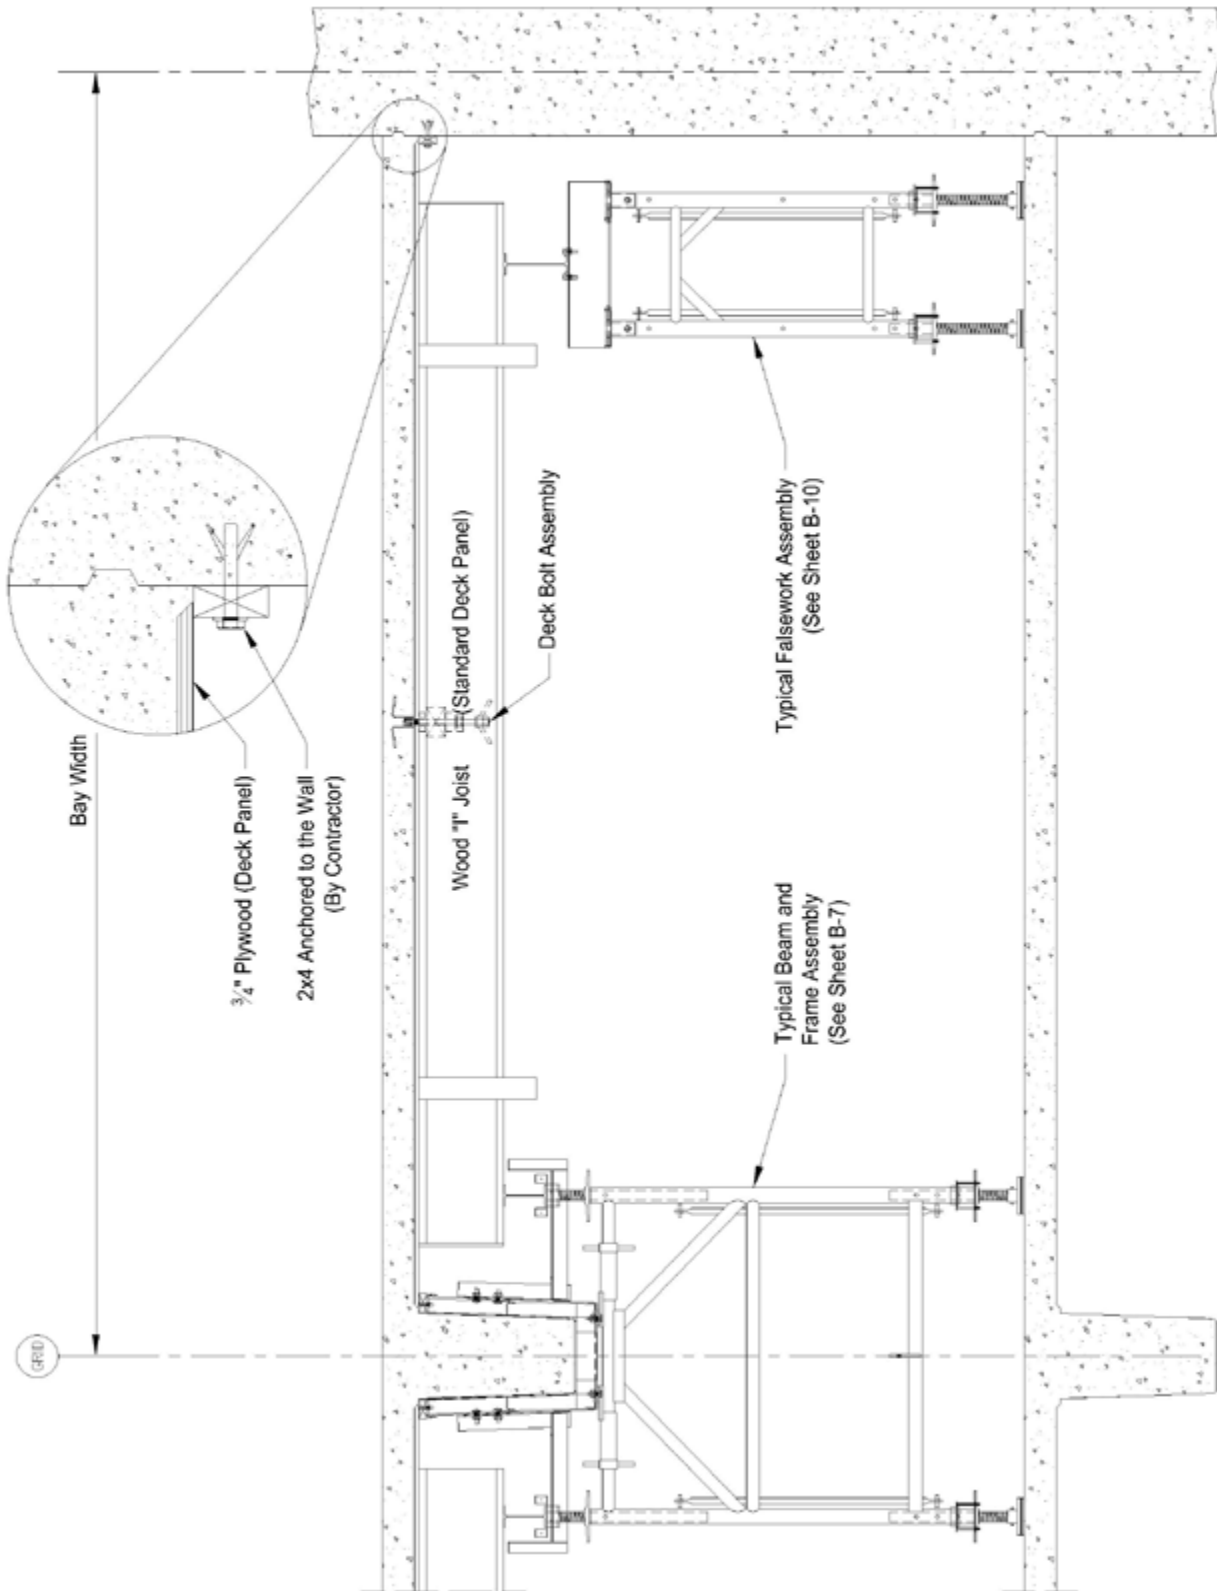 GRID
Bay Width
3/4" Plywood (Deck Panel)
2x4 Anchored to the Wall
(By Contractor)
Wood "I" Joist
(Standard Deck Panel)
Deck Bolt Assembly
Typical Falsework Assembly
(See Sheet B-10)
Typical Beam and
Frame Assembly
(See Sheet B-7)